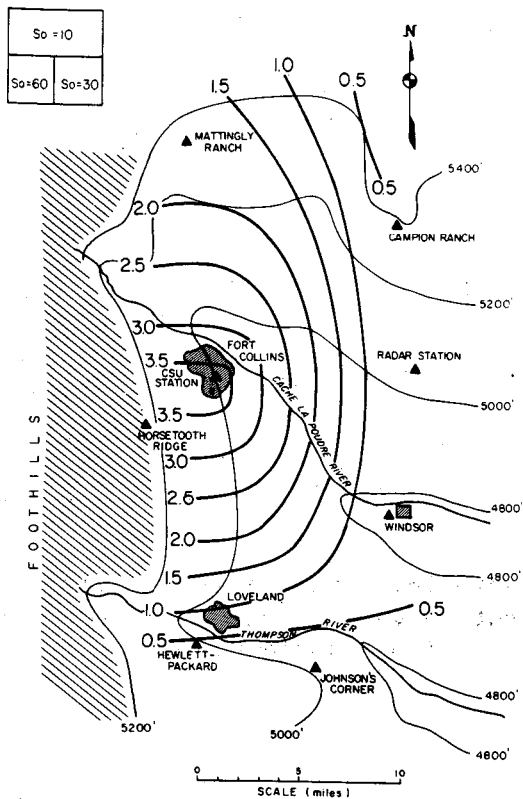 So =10
So=60 So=30
N
1.0
1.5
0.5
MATTINGLY
RANCH
0.5
5400'
2.0
CAMPION RANCH
2.5
5200'
3.0
FORT
COLLINS
3.5
CSU
STATION
RADAR STATION
5000'
3.5
HORSETOOTH
RIDGE
CACHE LA POUDRE RIVER
3.0
FOOTHILLS
2.6
4800'
WINDSOR
2.0
1.5
4800'
LOVELAND
1.0
0.5
0.5
THOMPSON RIVER
HEWLETT-
PACKARD
JOHNSON'S
CORNER
4800'
5200'
5000'
4800'
0 5 10
SCALE (miles)